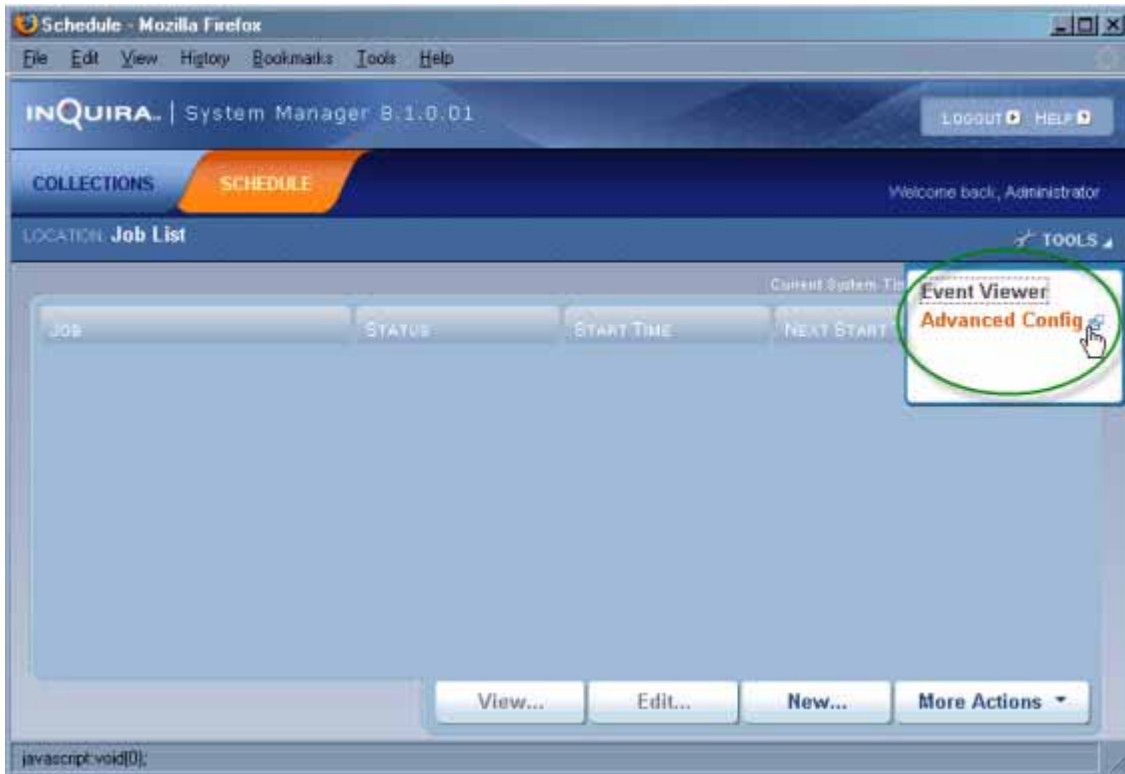 Schedule - Mozilla Firefox
File Edit View History Bookmarks Tools Help
INQUIRA. | System Manager 8.1.0.01
LOGOUT HELP
COLLECTIONS SCHEDULE
Welcome back, Administrator
LOCATION: Job List
TOOLS
Current System
Event Viewer
Advanced Config
JOB STATUS START TIME NEXT START
View... Edit... New... More Actions
javascript:void(0);